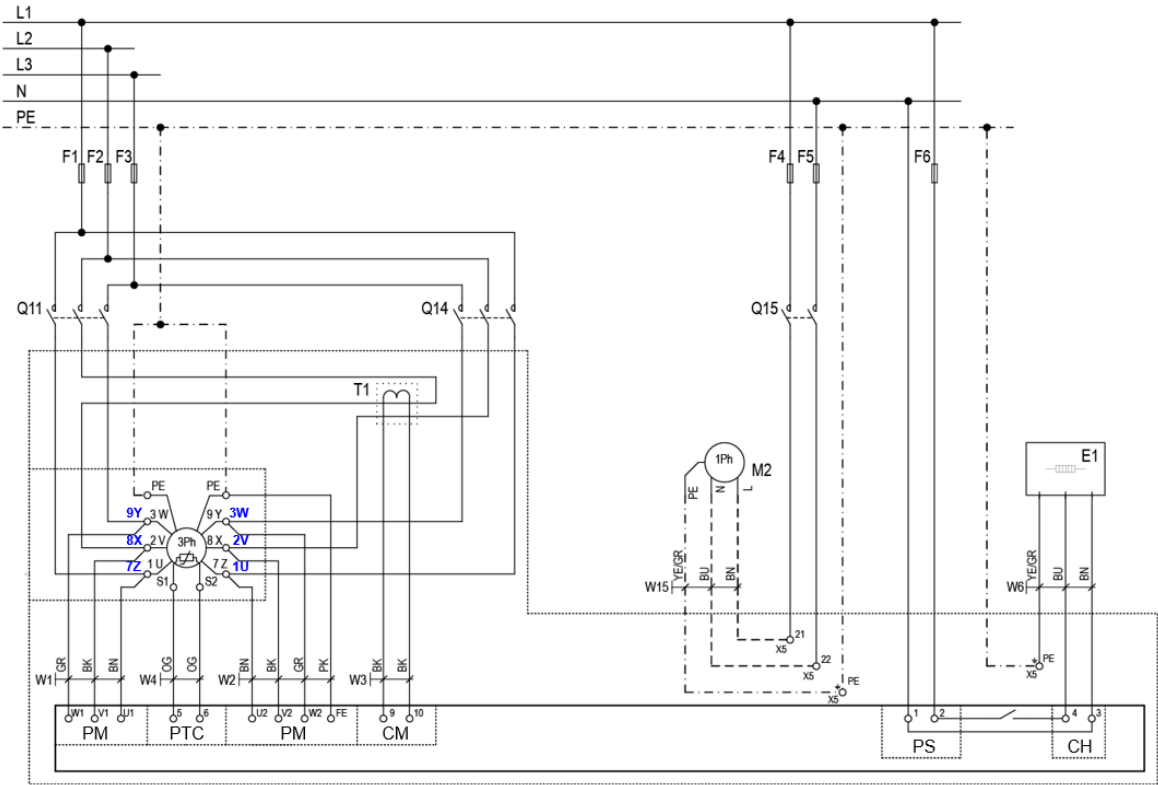 L1
L2
L3
N
PE
F1 F2 F3 F4 F5 F6
Q11 Q14 Q15
T1
1Ph M2 E1
PE PE PE N L
9Y 3 W 9 Y 3W
8X 2 V 3Ph 8 X 2V
7Z 1 U 7 Z 1U
S1 S2
W15 YE/GR BU BN W6 YE/GR BU BN
21
X5
22
X5
PE
X5
PE
X5
W1 GR BK BN W4 OG OG W2 BN BK GR PK W3 BK BK
W1 V1 U1 5 6 U2 V2 W2 FE 9 10 1 2 4 3
PM PTC PM CM PS CH